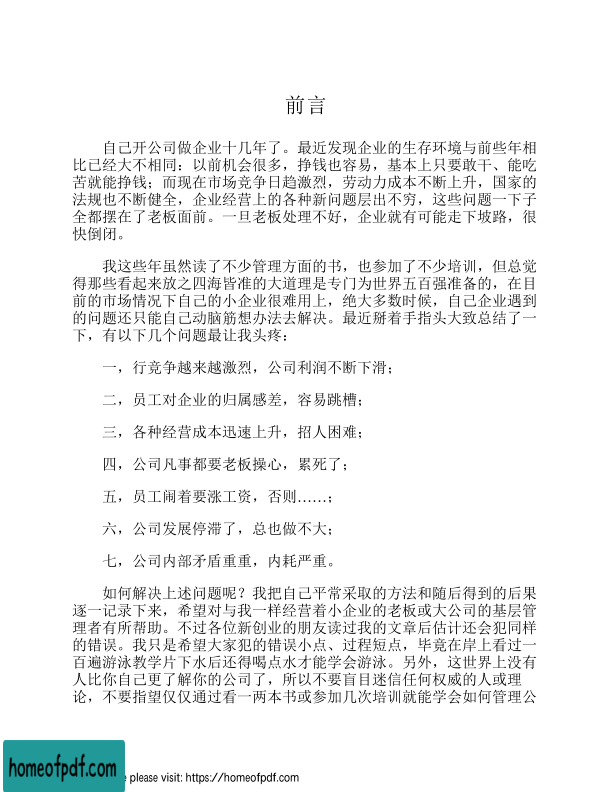 前言
自己开公司做企业十几年了。最近发现企业的生存环境与前些年相
比已经大不相同：以前机会很多，挣钱也容易，基本上只要敢干、能吃
苦就能挣钱；而现在市场竞争日趋激烈，劳动力成本不断上升，国家的
法规也不断健全，企业经营上的各种新问题层出不穷，这些问题一下子
全都摆在了老板面前。一旦老板处理不好，企业就有可能走下坡路，很
快倒闭。
我这些年虽然读了不少管理方面的书，也参加了不少培训，但总觉
得那些看起来放之四海皆准的大道理是专门为世界五百强准备的，在目
前的市场情况下自己的小企业很难用上，绝大多数时候，自己企业遇到
的问题还只能自己动脑筋想办法去解决。最近掰着手指头大致总结了一
下，有以下几个问题最让我头疼：
一，行竞争越来越激烈，公司利润不断下滑；
二，员工对企业的归属感差，容易跳槽；
三，各种经营成本迅速上升，招人困难；
四，公司凡事都要老板操心，累死了；
五，员工闹着要涨工资，否则……；
六，公司发展停滞了，总也做不大；
七，公司内部矛盾重重，内耗严重。
如何解决上述问题呢？我把自己平常采取的方法和随后得到的后果
逐一记录下来，希望对与我一样经营着小企业的老板或大公司的基层管
理者有所帮助。不过各位新创业的朋友读过我的文章后估计还会犯同样
的错误。我只是希望大家犯的错误小点、过程短点，毕竟在岸上看过一
百遍游泳教学片下水后还得喝点水才能学会游泳。另外，这世界上没有
人比你自己更了解你的公司了，所以不要盲目迷信任何权威的人或理
论，不要指望仅仅通过看一两本书或参加几次培训就能学会如何管理公
homeofpdf.com
e please visit: https://homeofpdf.com